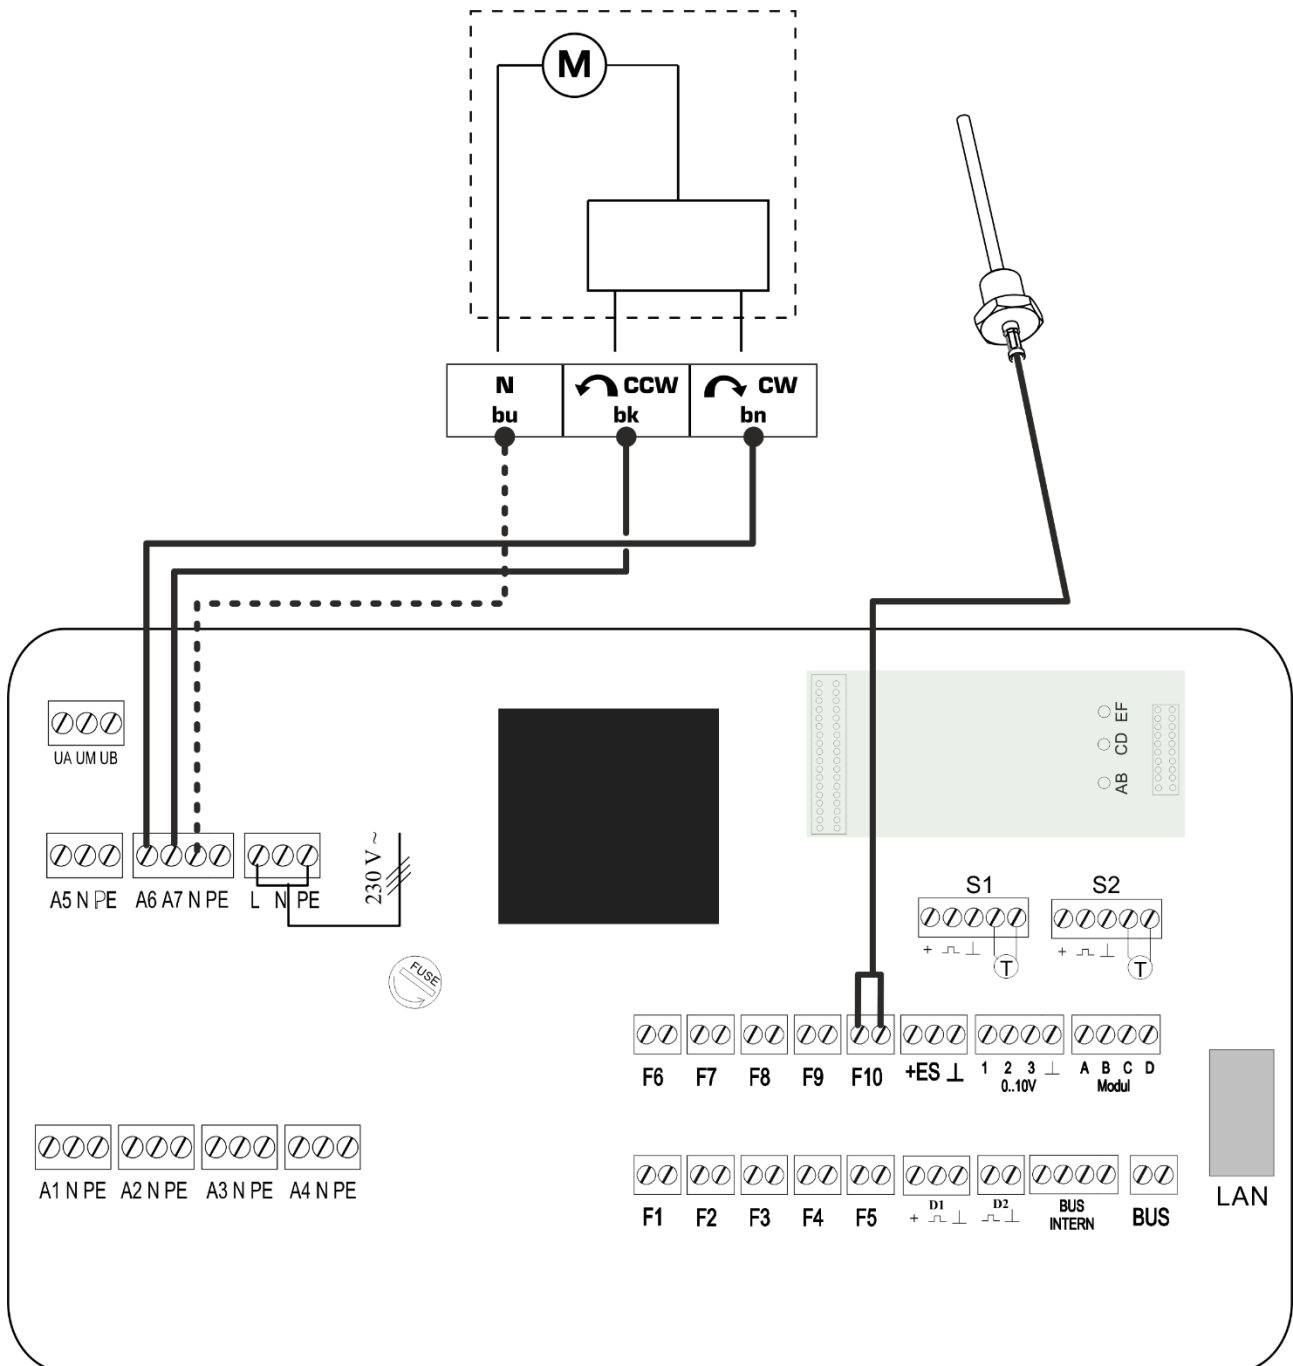 M
N CCW CW
bu bk bn
EF
CD
AB
UA UM UB
230 V ~
S1 S2
A5 N PE A6 A7 N PE L N PE
+ ⎍ ⊥ + ⎍ ⊥
T T
FUSE
F6 F7 F8 F9 F10 +ES ⊥ 1 2 3 ⊥ A B C D
0..10V Modul
A1 N PE A2 N PE A3 N PE A4 N PE
F1 F2 F3 F4 F5 D1 D2 BUS BUS
+ ⎍ ⊥ ⎍ ⊥ INTERN
LAN